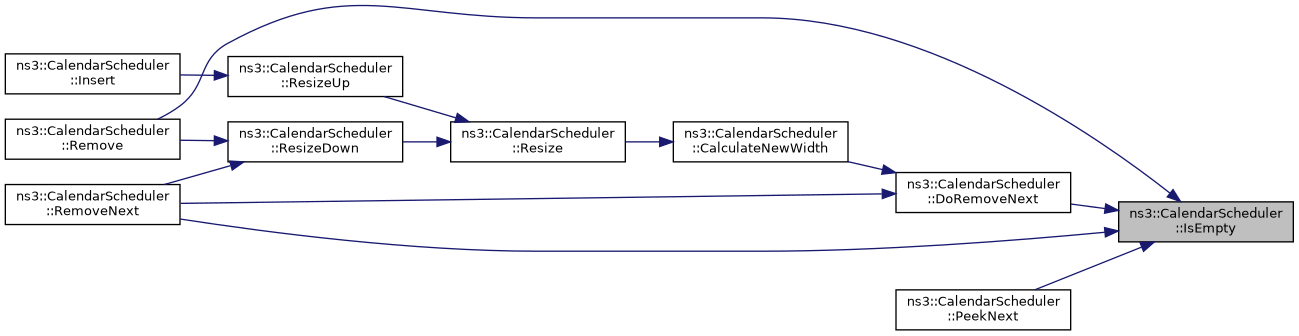 ns3::CalendarScheduler
::Insert
ns3::CalendarScheduler
::ResizeUp
ns3::CalendarScheduler
::Remove
ns3::CalendarScheduler
::ResizeDown
ns3::CalendarScheduler
::Resize
ns3::CalendarScheduler
::CalculateNewWidth
ns3::CalendarScheduler
::RemoveNext
ns3::CalendarScheduler
::DoRemoveNext
ns3::CalendarScheduler
::IsEmpty
ns3::CalendarScheduler
::PeekNext